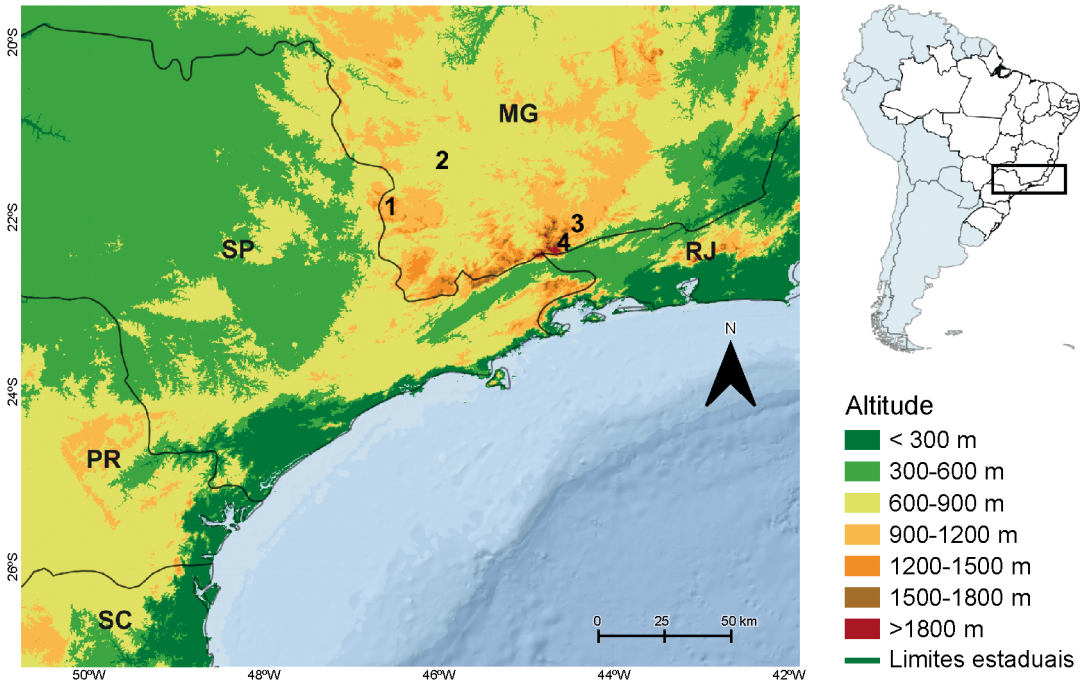 20°S
22°S
24°S
26°S
MG
2
1
3
4
SP
RJ
PR
SC
N
0 25 50 km
50°W 48°W 46°W 44°W 42°W
Altitude
< 300 m
300-600 m
600-900 m
900-1200 m
1200-1500 m
1500-1800 m
>1800 m
Limites estaduais